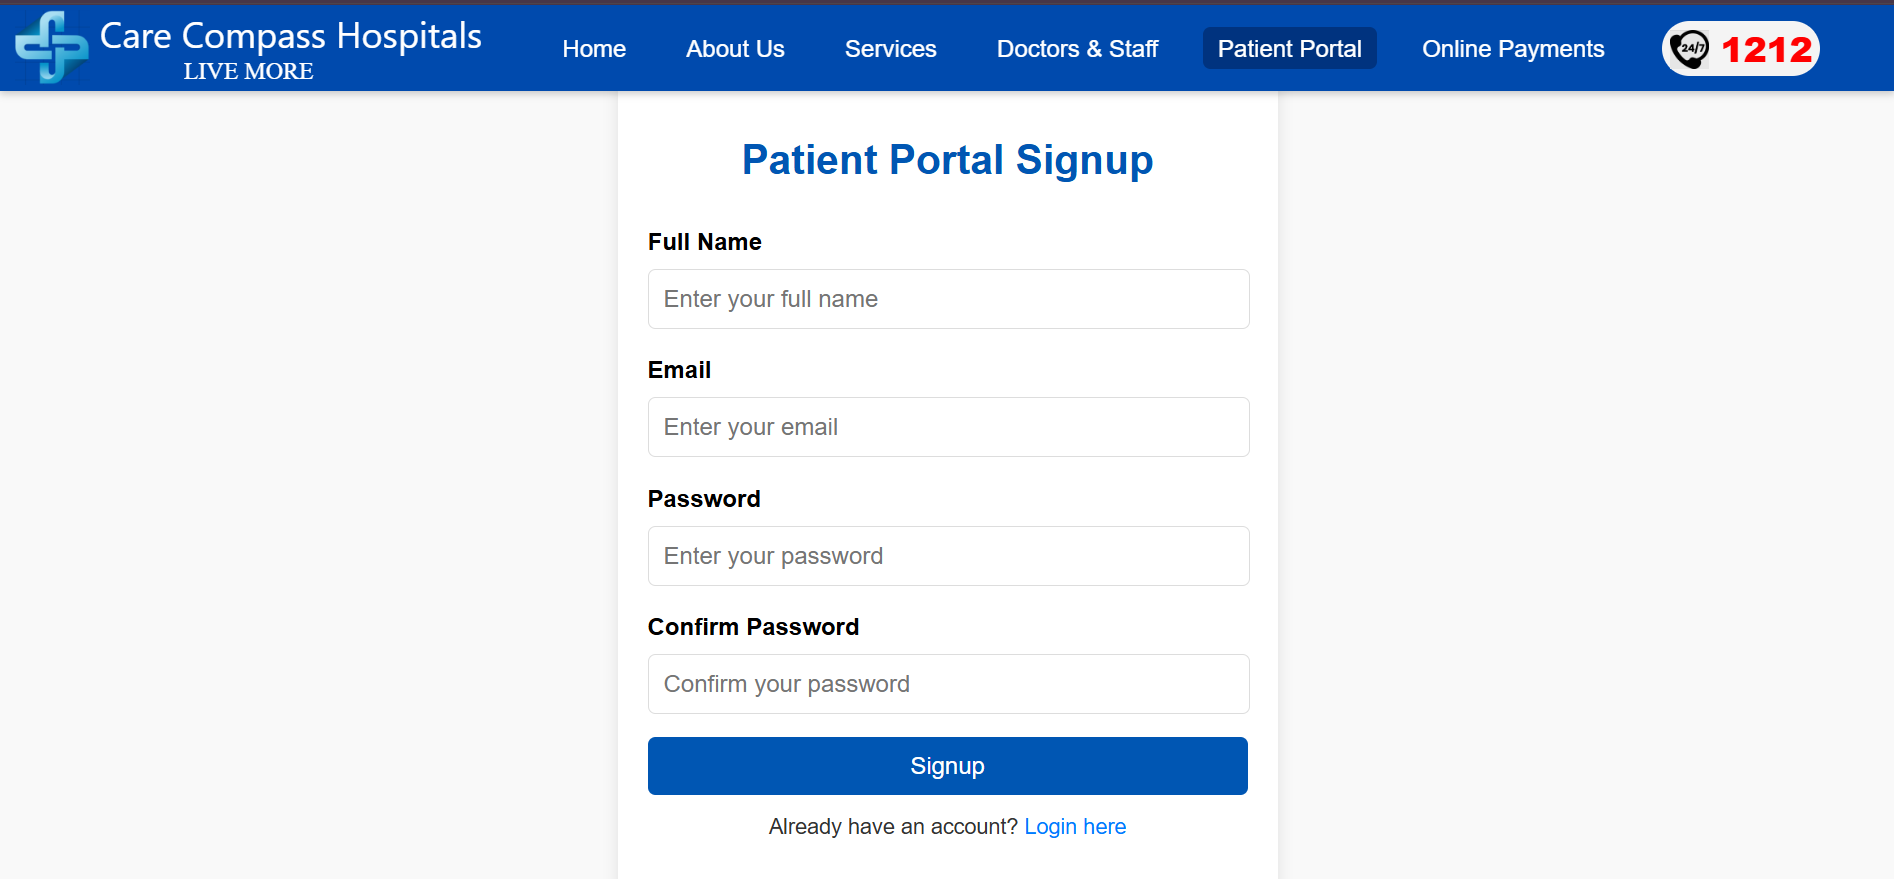 Care Compass Hospitals
LIVE MORE
Home
About Us
Services
Doctors & Staff
Patient Portal
Online Payments
24/7
1212
Patient Portal Signup
Full Name
Enter your full name
Email
Enter your email
Password
Enter your password
Confirm Password
Confirm your password
Signup
Already have an account? Login here